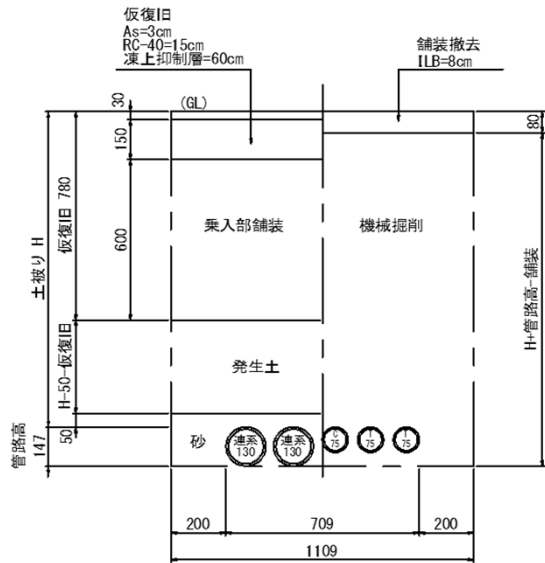 仮復旧
As=3cm
RC-40=15cm
凍上抑制層=60cm
舗装撤去
ILB=8cm
(GL)
30
150
600
80
土被り H
仮復旧 780
H-50-仮復旧
50
管路高
147
H+管路高-舗装
乗入部舗装
機械掘削
発生土
砂
連系
130
連系
130
C
75
T
75
T
75
200
709
200
1109